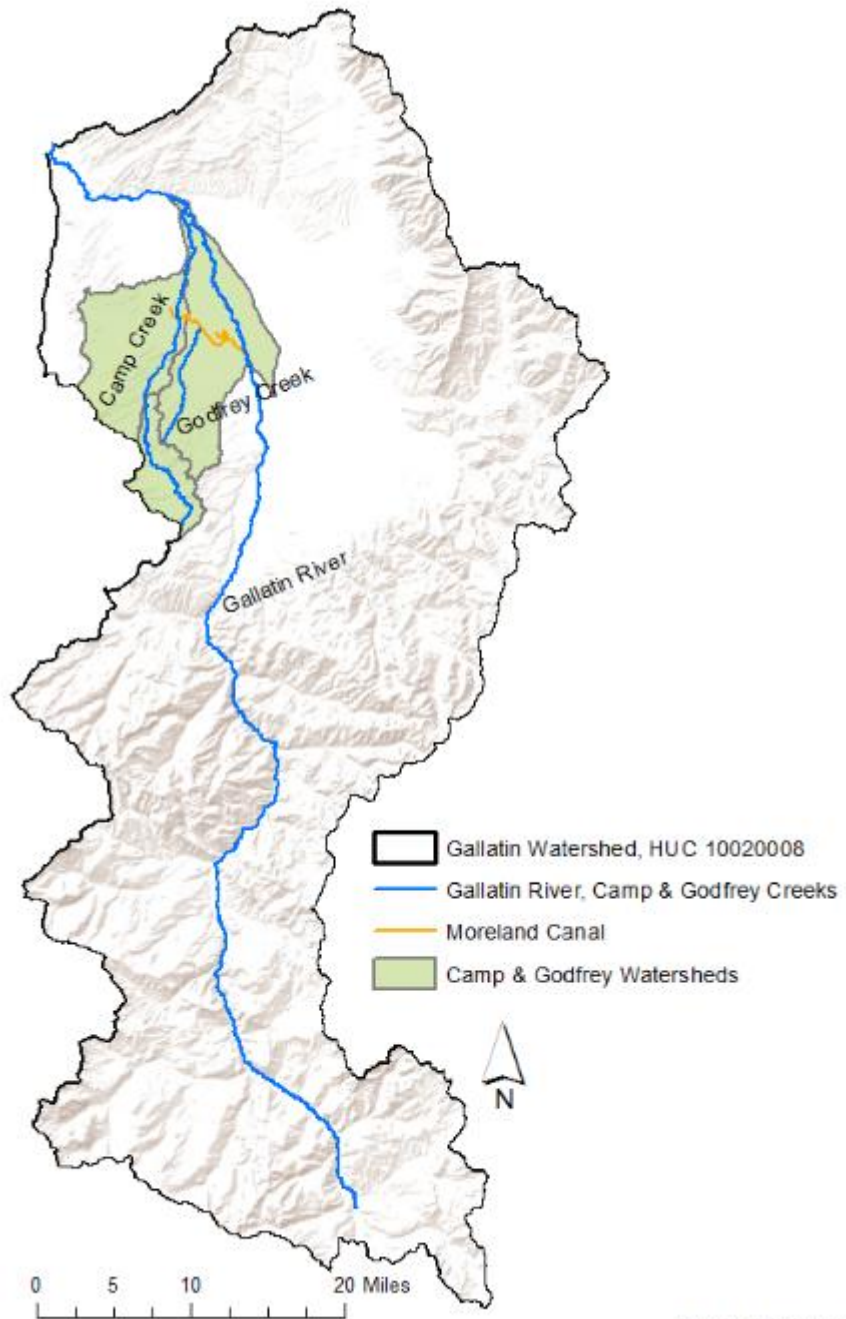 Camp Creek
Godfrey Creek
Gallatin River
Gallatin Watershed, HUC 10020008
Gallatin River, Camp & Godfrey Creeks
Moreland Canal
Camp & Godfrey Watersheds
N
0 5 10 20 Miles